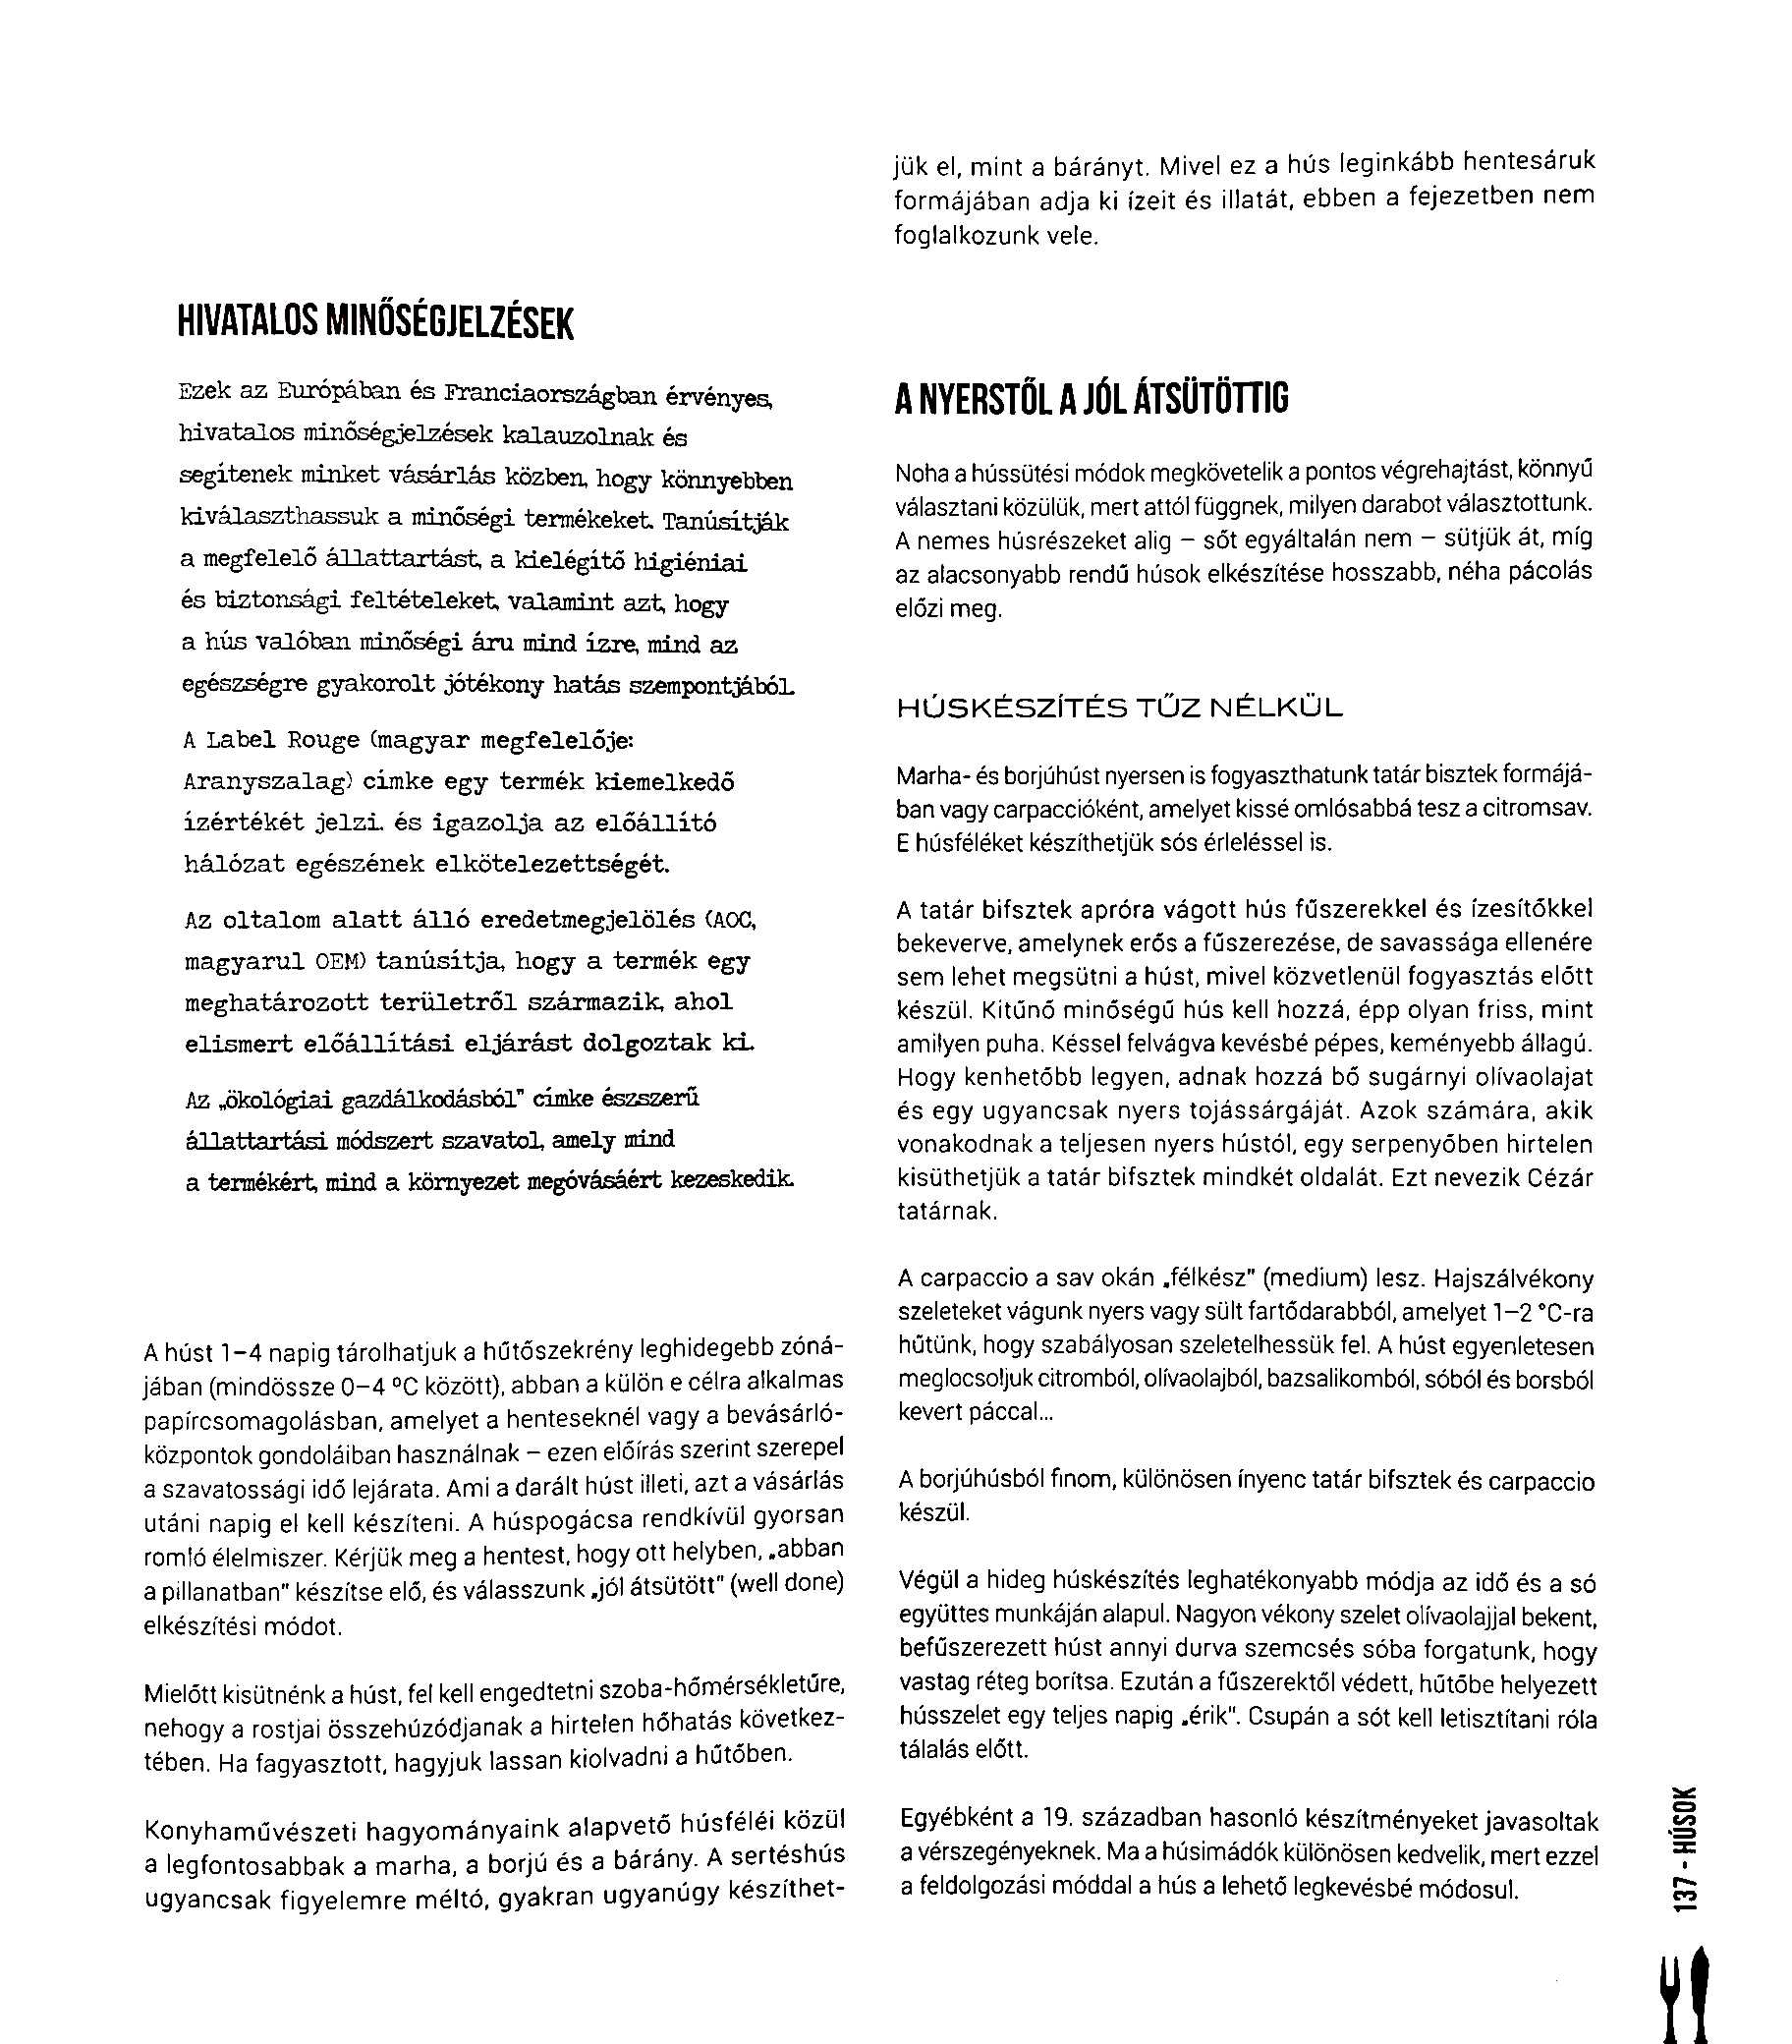 HIVATALOS MINŐSÉGJELZÉSEK
Ezek az Európában és Franciaországban érvényes,
hivatalos minőségjelzések kalauzolnak és
segítenek minket vásárlás közben, hogy könnyebben
kiválaszthassuk a minőségi termékeket. Tanúsítják
a megfelelő állattartást, a kielégítő higiéniai
és biztonsági feltételeket, valamint azt, hogy
a hús valóban minőségi áru mind ízre, mind az
egészségre gyakorolt jótékony hatás szempontjából.
A Label Rouge (magyar megfelelője:
Aranyszalag) címke egy termék kiemelkedő
ízértékét jelzi. és igazolja az előállító
hálózat egészének elkötelezettségét.
Az oltalom alatt álló eredetmegjelölés (AOC,
magyarul OEM) tanúsítja, hogy a termék egy
meghatározott területről származik, ahol
elismert előállítási eljárást dolgoztak ki.
Az „ökológiai gazdálkodásból" címke észszerű
állattartási módszert szavatol, amely mind
a termékért, mind a környezet megóvásáért kezeskedik.
A húst 1–4 napig tárolhatjuk a hűtőszekrény leghidegebb zóná-
jában (mindössze 0–4 ºC között), abban a külön e célra alkalmas
papírcsomagolásban, amelyet a henteseknél vagy a bevásárló-
központok gondoláiban használnak – ezen előírás szerint szerepel
a szavatossági idő lejárata. Ami a darált húst illeti, azt a vásárlás
utáni napig el kell készíteni. A húspogácsa rendkívül gyorsan
romló élelmiszer. Kérjük meg a hentest, hogy ott helyben, „abban
a pillanatban" készítse elő, és válasszunk „jól átsütött" (well done)
elkészítési módot.
Mielőtt kisütnénk a húst, fel kell engedtetni szoba-hőmérsékletűre,
nehogy a rostjai összehúzódjanak a hirtelen hőhatás következ-
tében. Ha fagyasztott, hagyjuk lassan kiolvadni a hűtőben.
Konyhaművészeti hagyományaink alapvető húsféléi közül
a legfontosabbak a marha, a borjú és a bárány. A sertéshús
ugyancsak figyelemre méltó, gyakran ugyanúgy készíthet-
jük el, mint a bárányt. Mivel ez a hús leginkább hentesáruk
formájában adja ki ízeit és illatát, ebben a fejezetben nem
foglalkozunk vele.
A NYERSTŐL A JÓL ÁTSÜTÖTTIG
Noha a hússütési módok megkövetelik a pontos végrehajtást, könnyű
választani közülük, mert attól függnek, milyen darabot választottunk.
A nemes húsrészeket alig – sőt egyáltalán nem – sütjük át, míg
az alacsonyabb rendű húsok elkészítése hosszabb, néha pácolás
előzi meg.
HÚSKÉSZÍTÉS TŰZ NÉLKÜL
Marha- és borjúhúst nyersen is fogyaszthatunk tatár bisztek formájá-
ban vagy carpaccióként, amelyet kissé omlósabbá tesz a citromsav.
E húsféléket készíthetjük sós érleléssel is.
A tatár bifsztek apróra vágott hús fűszerekkel és ízesítőkkel
bekeverve, amelynek erős a fűszerezése, de savassága ellenére
sem lehet megsütni a húst, mivel közvetlenül fogyasztás előtt
készül. Kitűnő minőségű hús kell hozzá, épp olyan friss, mint
amilyen puha. Késsel felvágva kevésbé pépes, keményebb állagú.
Hogy kenhetőbb legyen, adnak hozzá bő sugárnyi olívaolajat
és egy ugyancsak nyers tojássárgáját. Azok számára, akik
vonakodnak a teljesen nyers hústól, egy serpenyőben hirtelen
kisüthetjük a tatár bifsztek mindkét oldalát. Ezt nevezik Cézár
tatárnak.
A carpaccio a sav okán „félkész" (medium) lesz. Hajszálvékony
szeleteket vágunk nyers vagy sült fartődarabból, amelyet 1–2 °C-ra
hűtünk, hogy szabályosan szeletelhessük fel. A húst egyenletesen
meglocsoljuk citromból, olívaolajból, bazsalikomból, sóból és borsból
kevert páccal...
A borjúhúsból finom, különösen ínyenc tatár bifsztek és carpaccio
készül.
Végül a hideg húskészítés leghatékonyabb módja az idő és a só
együttes munkáján alapul. Nagyon vékony szelet olívaolajjal bekent,
befűszerezett húst annyi durva szemcsés sóba forgatunk, hogy
vastag réteg borítsa. Ezután a fűszerektől védett, hűtőbe helyezett
hússzelet egy teljes napig „érik". Csupán a sót kell letisztítani róla
tálalás előtt.
Egyébként a 19. században hasonló készítményeket javasoltak
a vérszegényeknek. Ma a húsimádók különösen kedvelik, mert ezzel
a feldolgozási móddal a hús a lehető legkevésbé módosul.
137 - HÚSOK